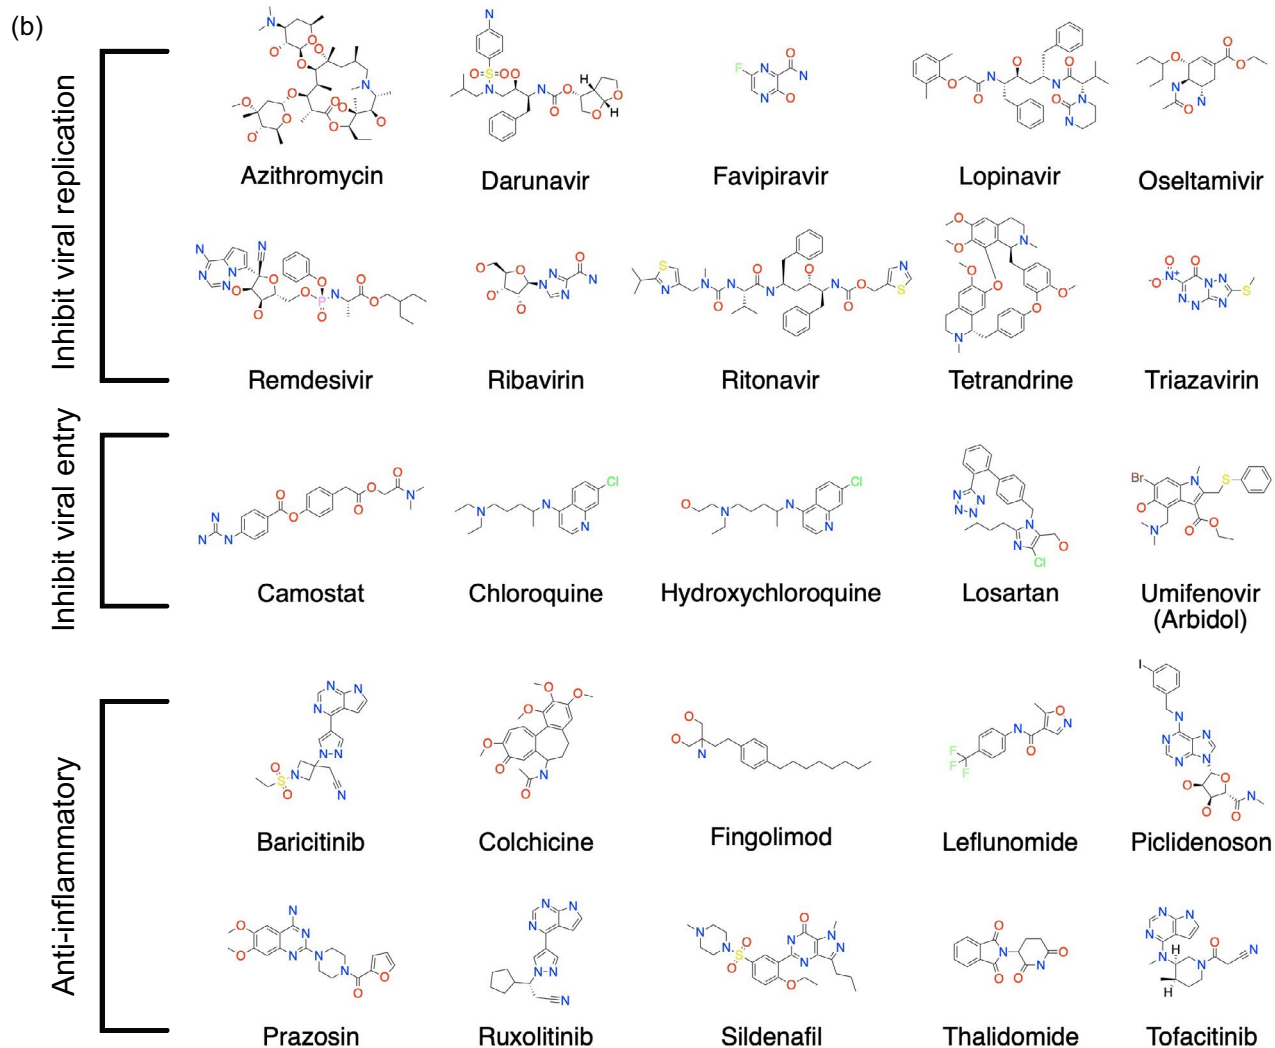 (b)
Inhibit viral replication
Azithromycin
Darunavir
Favipiravir
Lopinavir
Oseltamivir
Remdesivir
Ribavirin
Ritonavir
Tetrandrine
Triazavirin
Inhibit viral entry
Camostat
Chloroquine
Hydroxychloroquine
Losartan
Umifenovir
(Arbidol)
Anti-inflammatory
Baricitinib
Colchicine
Fingolimod
Leflunomide
Piclidenoson
Prazosin
Ruxolitinib
Sildenafil
Thalidomide
Tofacitinib